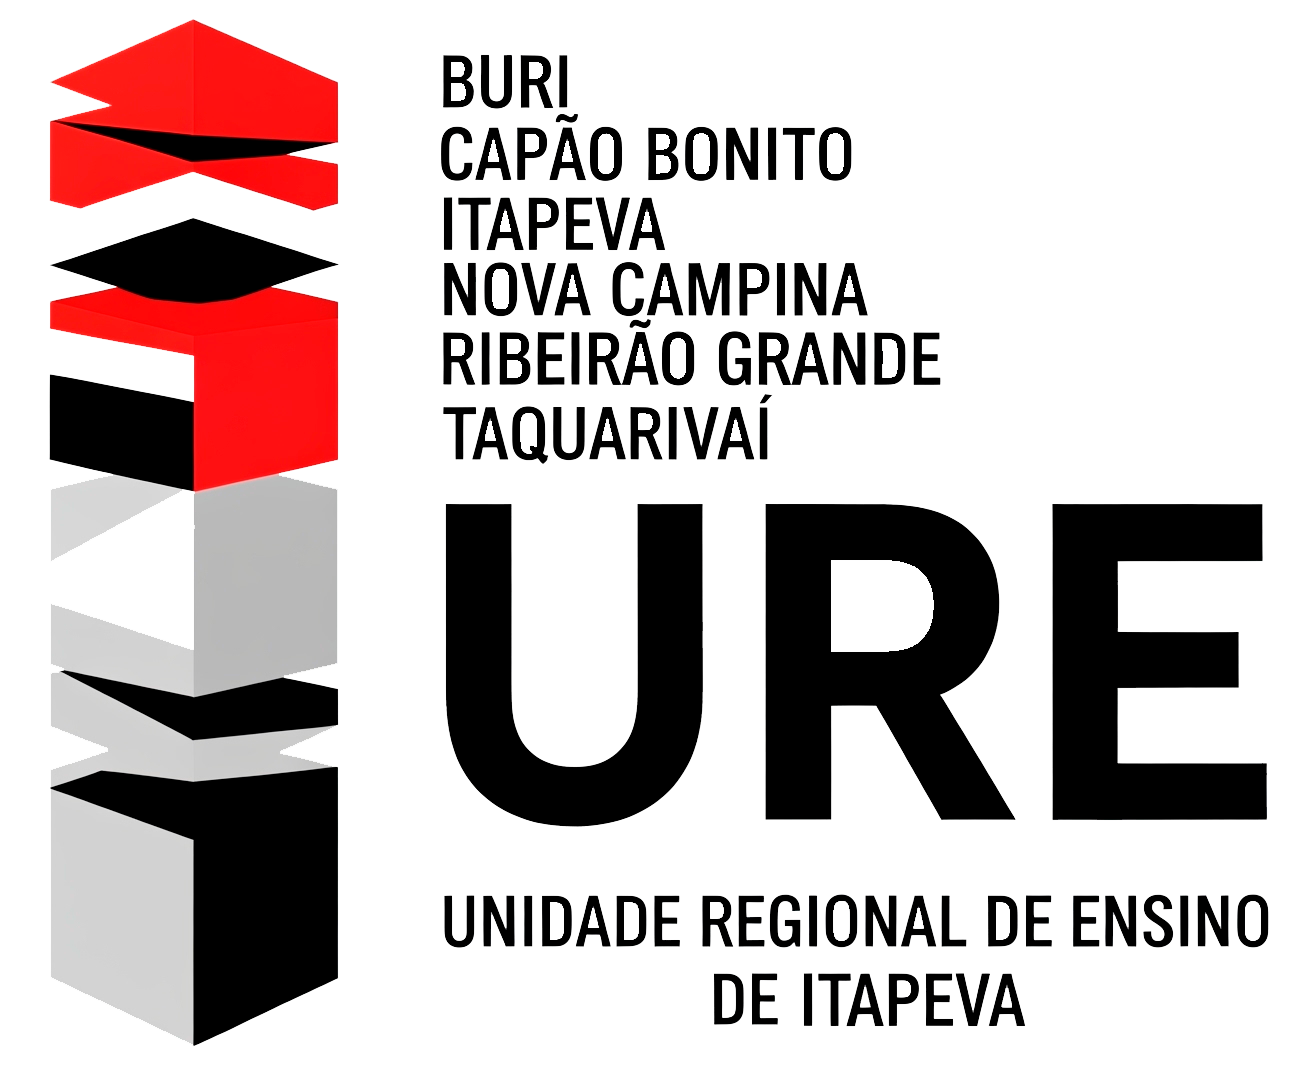 BURI
CAPÃO BONITO
ITAPEVA
NOVA CAMPINA
RIBEIRÃO GRANDE
TAQUARIVAÍ
URE
UNIDADE REGIONAL DE ENSINO
DE ITAPEVA